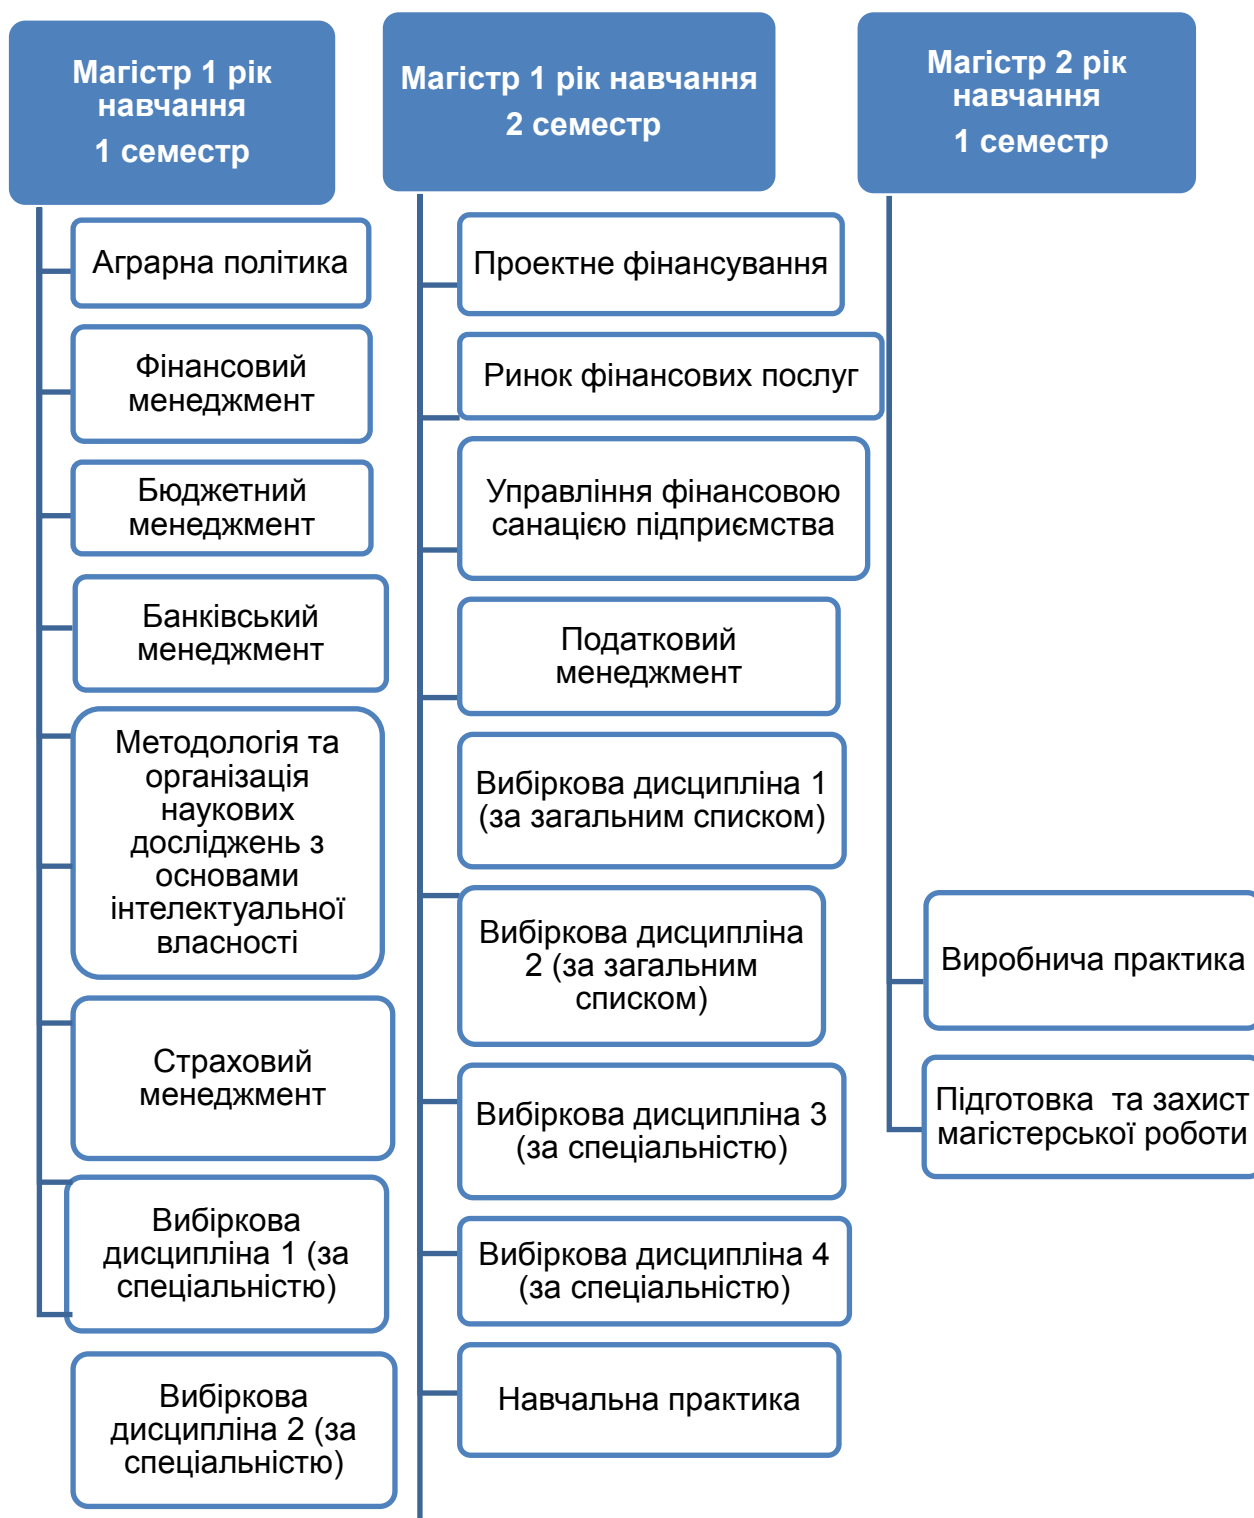 Магістр 1 рік
навчання
1 семестр
Аграрна політика
Фінансовий
менеджмент
Бюджетний
менеджмент
Банківський
менеджмент
Методологія та
організація
наукових
досліджень з
основами
інтелектуальної
власності
Страховий
менеджмент
Вибіркова
дисципліна 1 (за
спеціальністю)
Вибіркова
дисципліна 2 (за
спеціальністю)
Магістр 1 рік навчання
2 семестр
Проектне фінансування
Ринок фінансових послуг
Управління фінансовою
санацією підприємства
Податковий
менеджмент
Вибіркова дисципліна 1
(за загальним списком)
Вибіркова дисципліна
2 (за загальним
списком)
Вибіркова дисципліна 3
(за спеціальністю)
Вибіркова дисципліна 4
(за спеціальністю)
Навчальна практика
Магістр 2 рік
навчання
1 семестр
Виробнича практика
Підготовка та захист
магістерської роботи